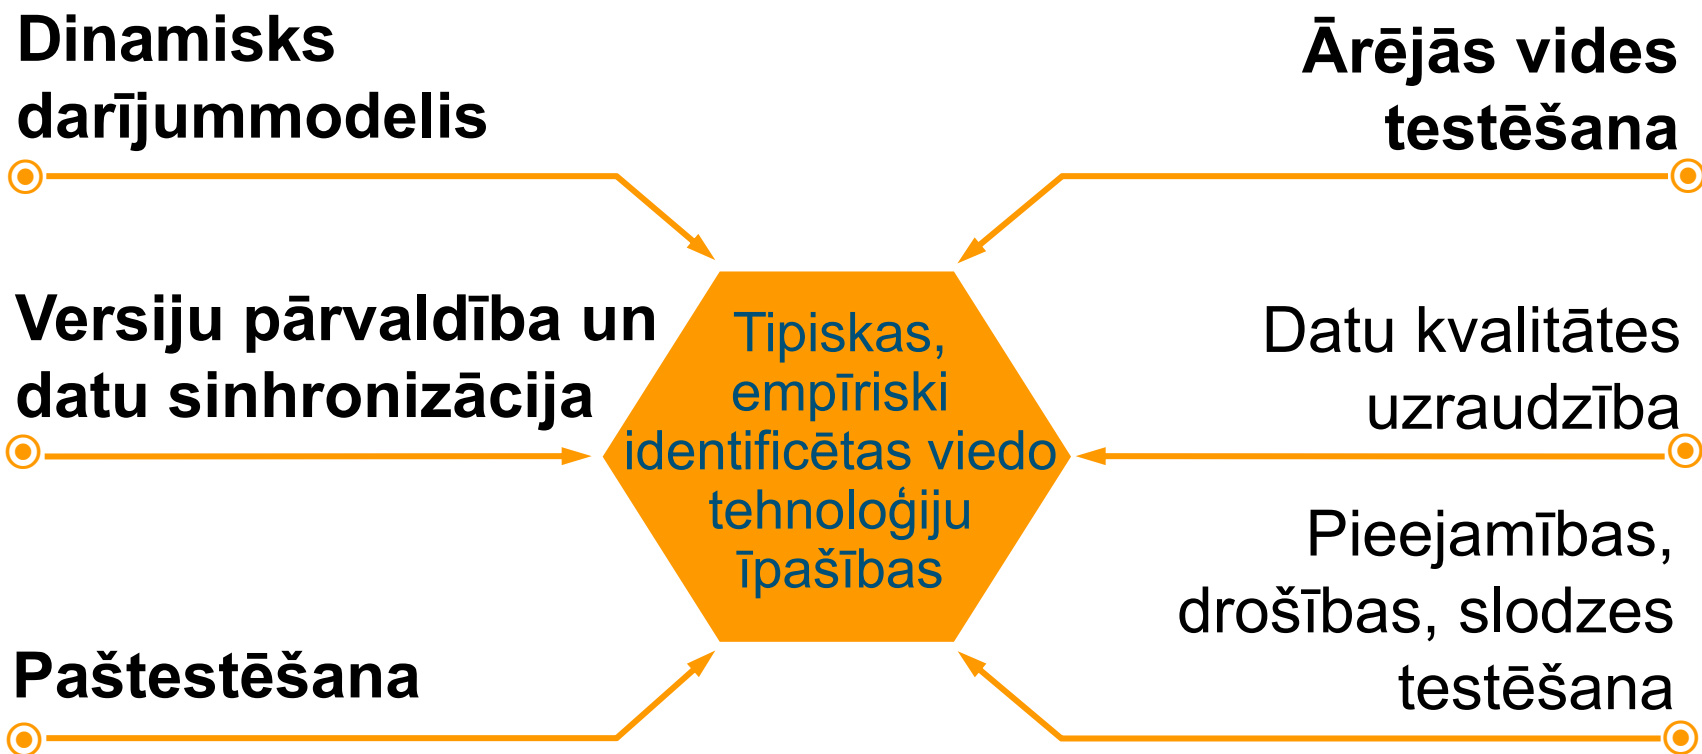 Dinamisks
darījummodelis
Versiju pārvaldība un
datu sinhronizācija
Paštestēšana
Tipiskas,
empīriski
identificētas viedo
tehnoloģiju
īpašības
Ārējās vides
testēšana
Datu kvalitātes
uzraudzība
Pieejamības,
drošības, slodzes
testēšana